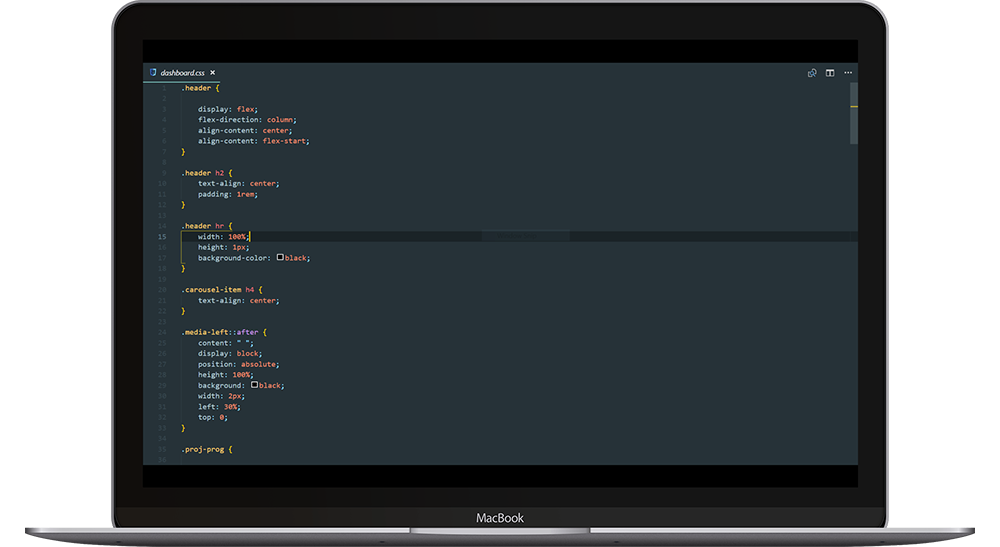 dashboard.css ×
1 .header {
2
3 display: flex;
4 flex-direction: column;
5 align-content: center;
6 align-content: flex-start;
7 }
8
9 .header h2 {
10 text-align: center;
11 padding: 1rem;
12 }
13
14 .header hr {
15 width: 100%;
16 height: 1px;
17 background-color: black;
18 }
19
20 .carousel-item h4 {
21 text-align: center;
22 }
23
24 .media-left::after {
25 content: " ";
26 display: block;
27 position: absolute;
28 height: 100%;
29 background: black;
30 width: 2px;
31 left: 30%;
32 top: 0;
33 }
34
35 .proj-prog {
36
MacBook